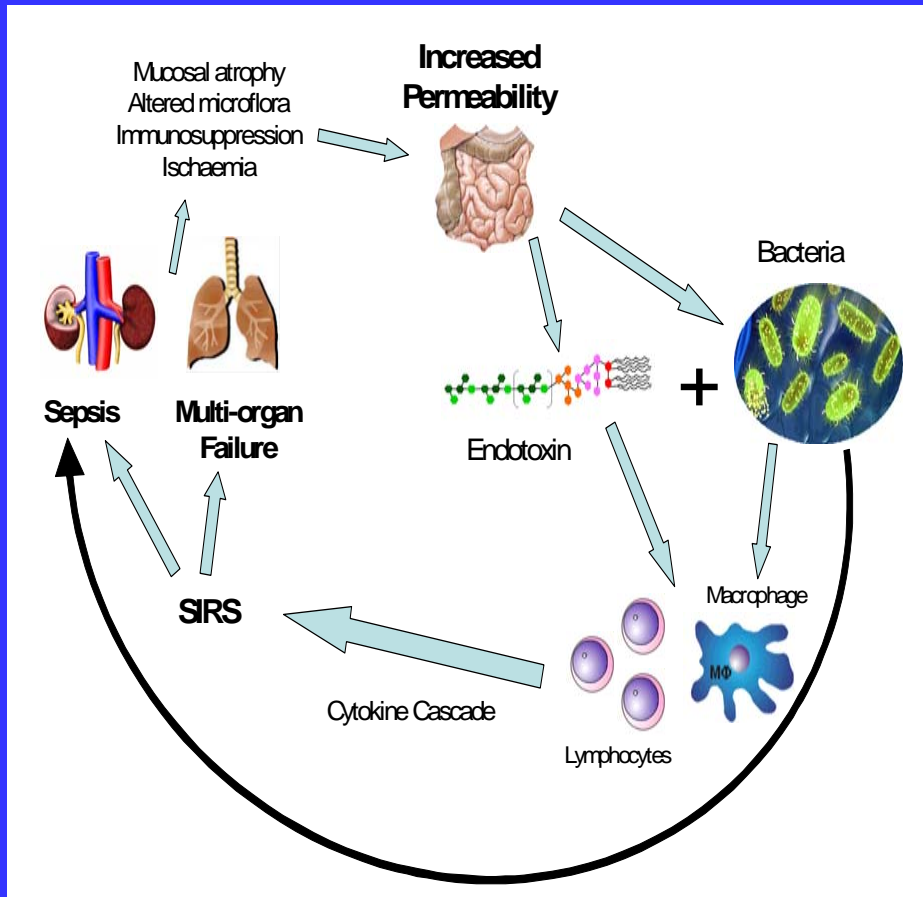 Mucosal atrophy
Altered microflora
Immunosuppression
Ischaemia
Increased
Permeability
Bacteria
+
Endotoxin
Sepsis
Multi-organ
Failure
SIRS
Macrophage
MΦ
Cytokine Cascade
Lymphocytes